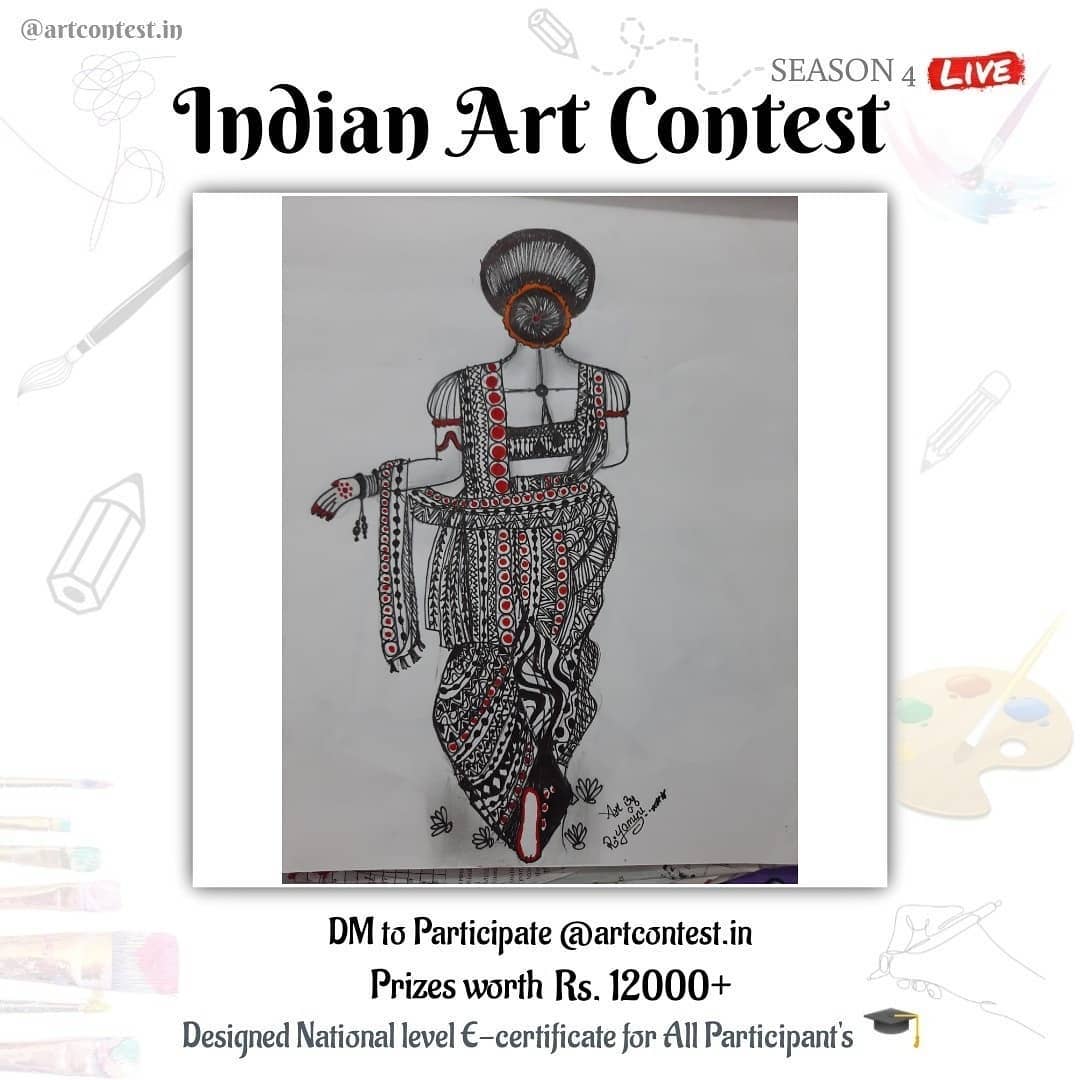 @artcontest.in
SEASON 4 LIVE
Indian Art Contest
Art By
R. Yamini
DM to Participate @artcontest.in
Prizes worth Rs. 12000+
Designed National level E-certificate for All Participant's